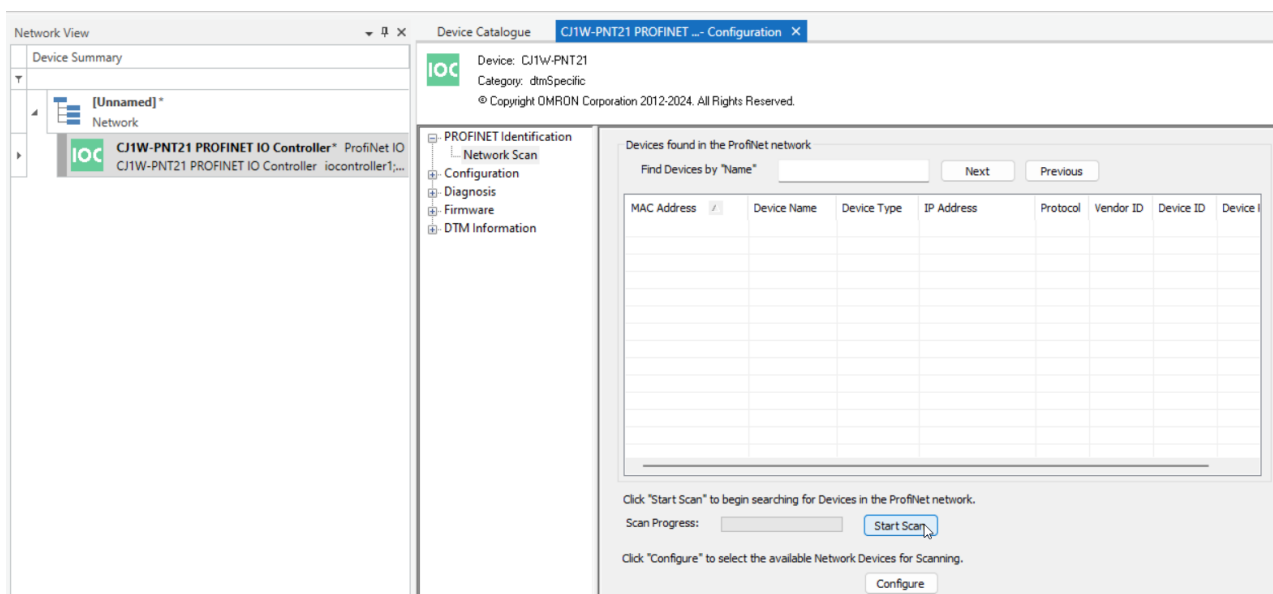 Network View
Device Summary
[Unnamed] *
Network
CJ1W-PNT21 PROFINET IO Controller* ProfiNet IO
CJ1W-PNT21 PROFINET IO Controller iocontroller1;...
IOC
Device Catalogue
CJ1W-PNT21 PROFINET ...- Configuration
IOC
Device: CJ1W-PNT21
Category: dtmSpecific
© Copyright OMRON Corporation 2012-2024. All Rights Reserved.
PROFINET Identification
Network Scan
Configuration
Diagnosis
Firmware
DTM Information
Devices found in the ProfiNet network
Find Devices by "Name"
Next
Previous
MAC Address / Device Name Device Type IP Address Protocol Vendor ID Device ID Device I
Click "Start Scan" to begin searching for Devices in the ProfiNet network.
Scan Progress:
Start Scan
Click "Configure" to select the available Network Devices for Scanning.
Configure